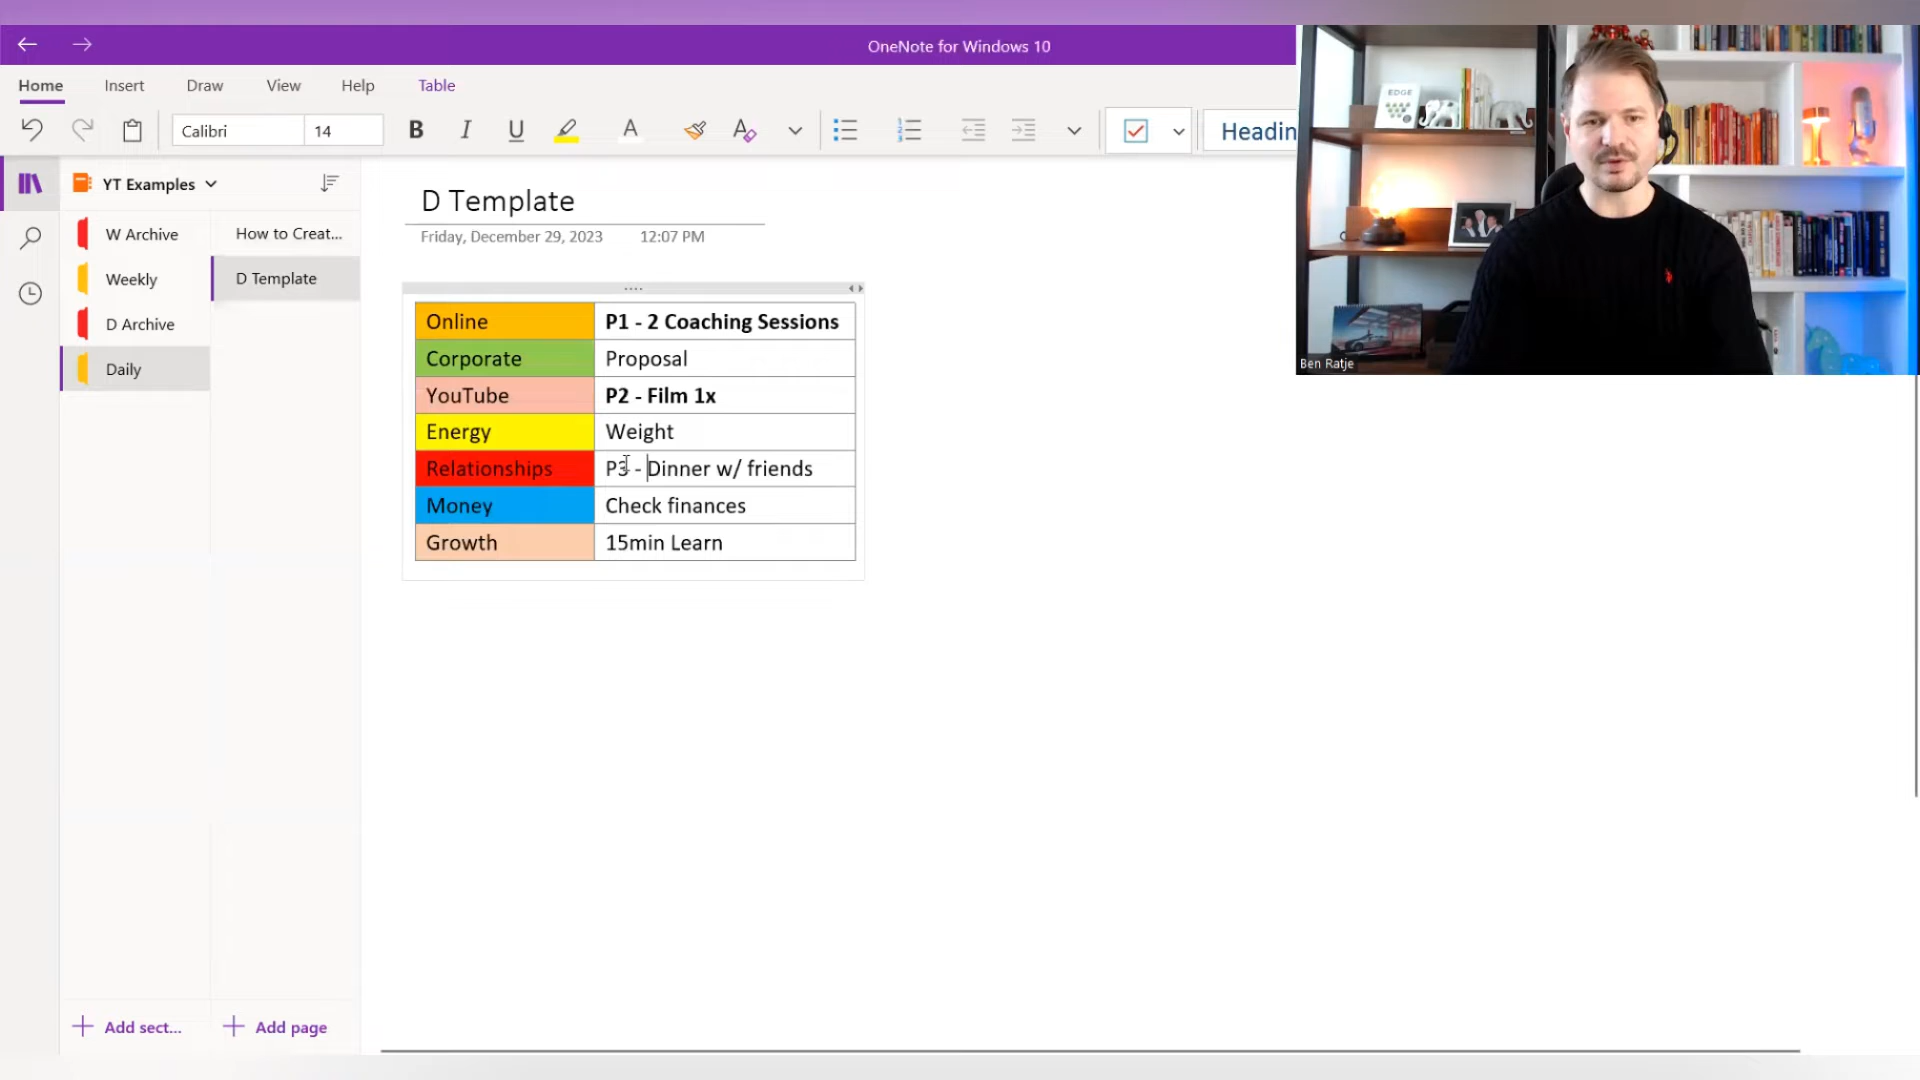 OneNote for Windows 10
Home Insert Draw View Help Table
Calibri 14 B I U A Headin
YT Examples
W Archive
Weekly
D Archive
Daily
How to Creat...
D Template
D Template
Friday, December 29, 2023 12:07 PM
Online P1 - 2 Coaching Sessions
Corporate Proposal
YouTube P2 - Film 1x
Energy Weight
Relationships P3 - Dinner w/ friends
Money Check finances
Growth 15min Learn
Add sect... Add page
EDGE
Ben Ratje